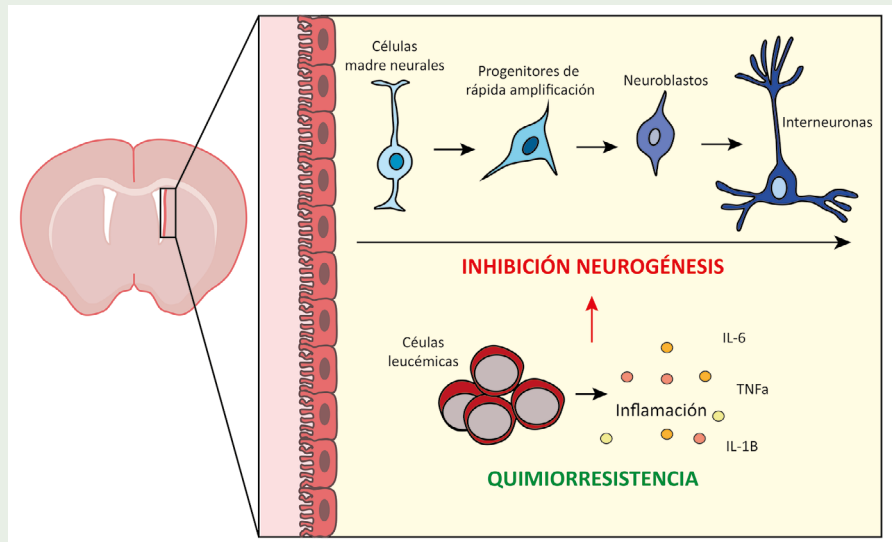 Células
madre neurales
Progenitores de
rápida amplificación
Neuroblastos
Interneuronas
INHIBICIÓN NEUROGÉNESIS
Células
leucémicas
IL-6
TNFa
Inflamación
IL-1B
QUIMIORRESISTENCIA